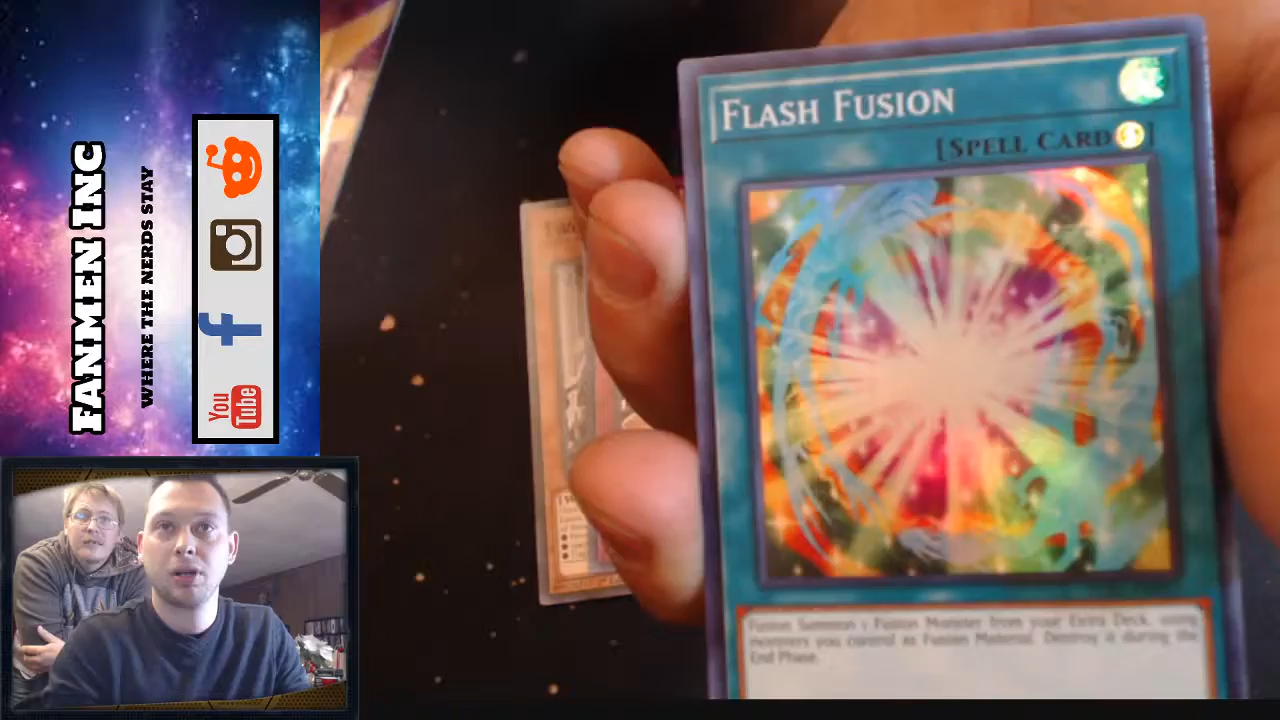 FANMEN INC
WHERE THE NERDS STAY
You
Tube
f
FLASH FUSION
[SPELL CARD ]
Fusion Summon 1 Fusion Monster from your Extra Deck, using
monsters you control as Fusion Material. Destroy it during the
End Phase.